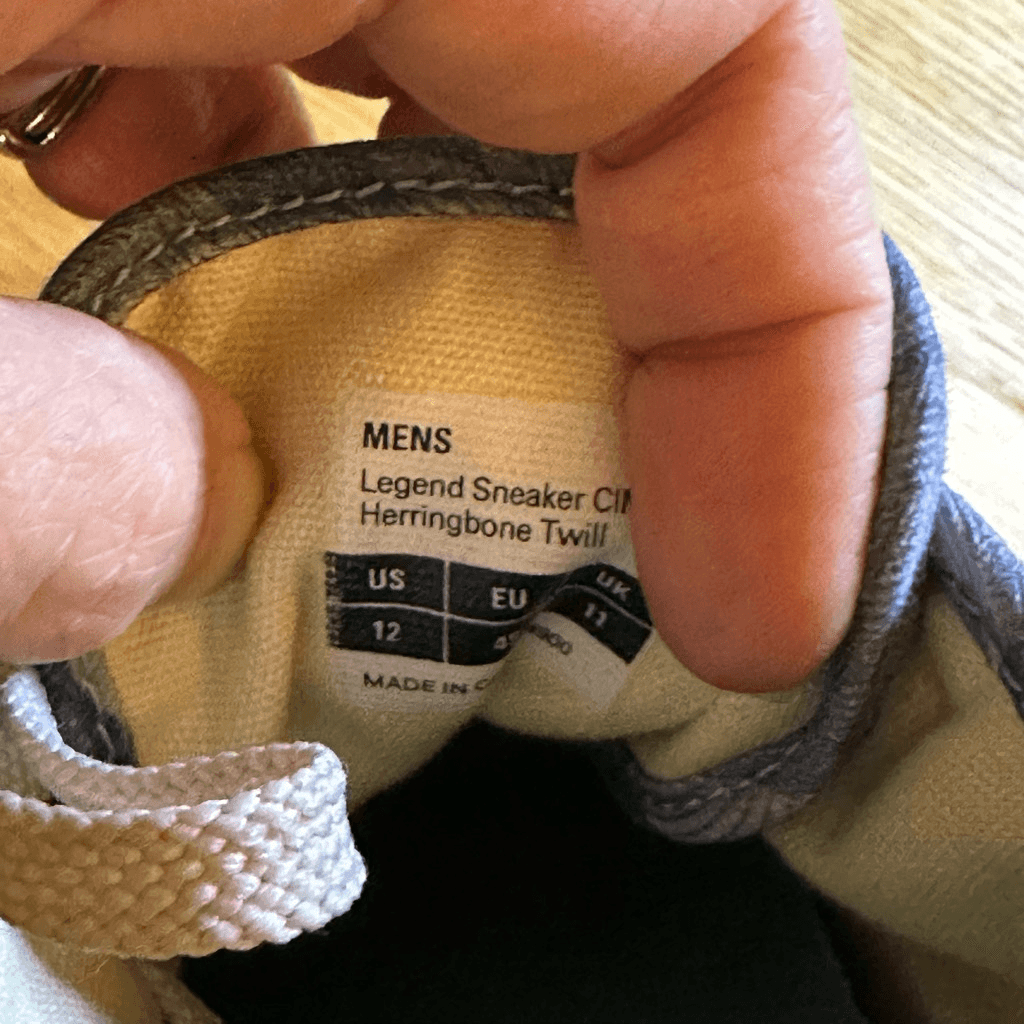 MENS
Legend Sneaker
Herringbone Twill
US EU UK
12 11
MADE IN